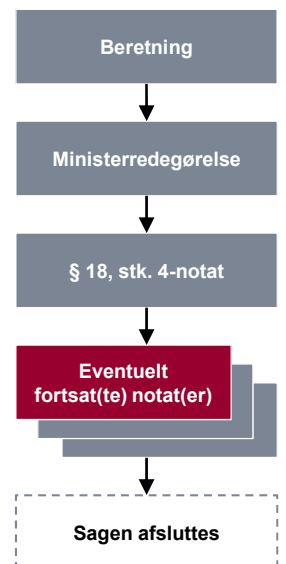 Beretning
Ministerredegørelse
§ 18, stk. 4-notat
Eventuelt
fortsat(te) notat(er)
Sagen afsluttes